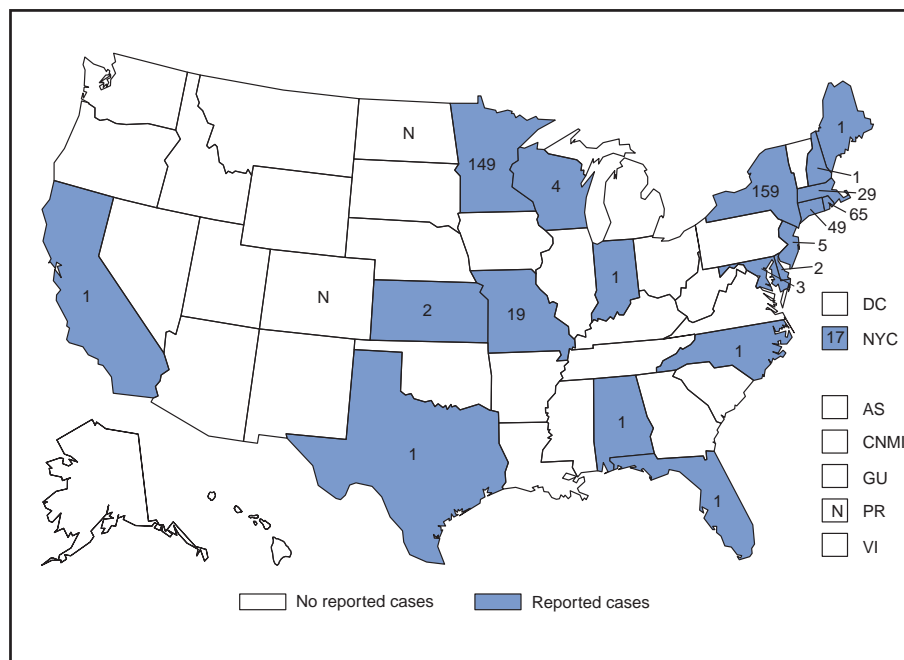 N
149
4
1
159
1
29
65
49
5
2
3
1
N
2
1
19
1
1
1
1
DC
17 NYC
AS
CNMI
GU
N PR
VI
No reported cases
Reported cases